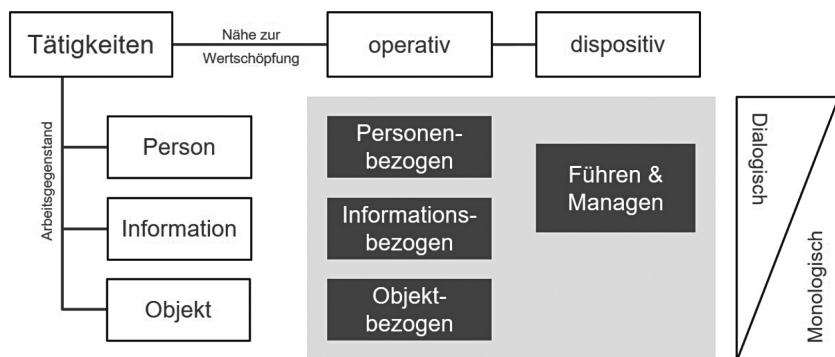 Tätigkeiten
Nähe zur
Wertschöpfung
operativ
dispositiv
Arbeitsgegenstand
Person
Information
Objekt
Personen-
bezogen
Informations-
bezogen
Objekt-
bezogen
Führen &
Managen
Dialogisch
Monologisch